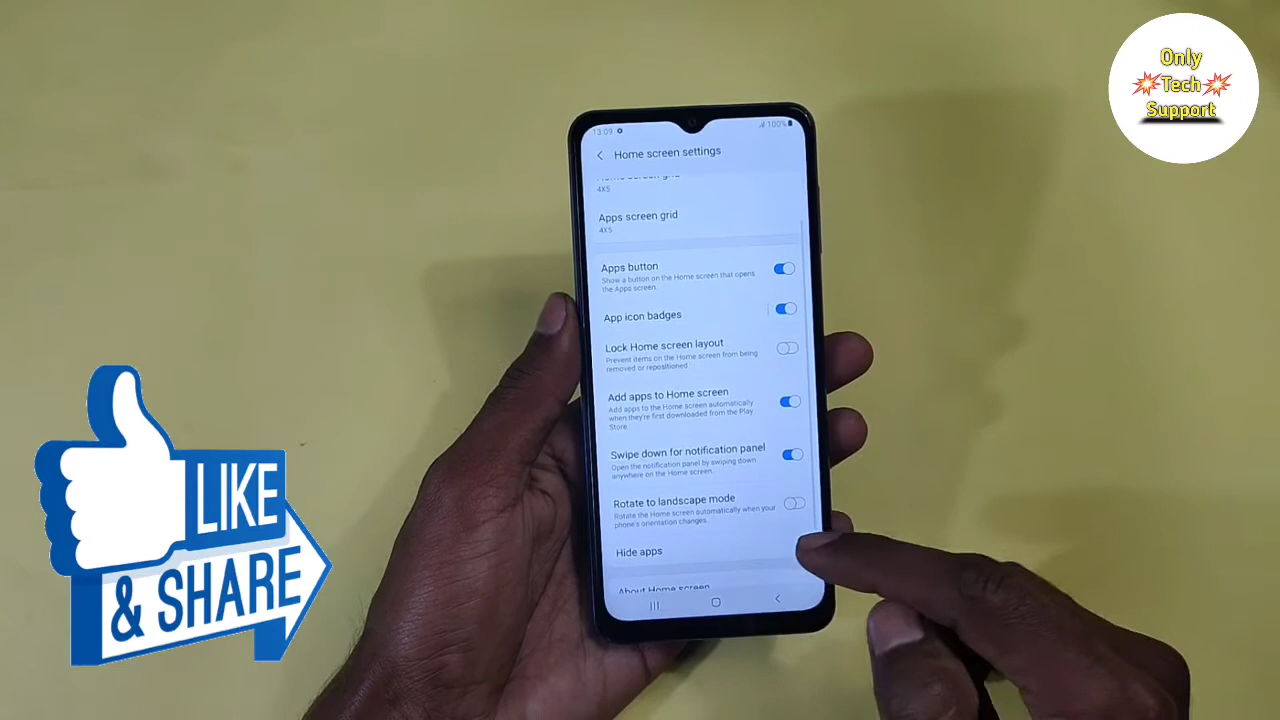 Only
Tech
Support
13:09
100%
Home screen settings
Home screen grid
4X5
Apps screen grid
4X5
Apps button
Show a button on the Home screen that opens
the Apps screen.
App icon badges
Lock Home screen layout
Prevent items on the Home screen from being
removed or repositioned.
Add apps to Home screen
Add apps to the Home screen automatically
when they're first downloaded from the Play
Store.
Swipe down for notification panel
Open the notification panel by swiping down
anywhere on the Home screen.
Rotate to landscape mode
Rotate the Home screen automatically when your
phone's orientation changes.
Hide apps
About Home screen
LIKE
& SHARE